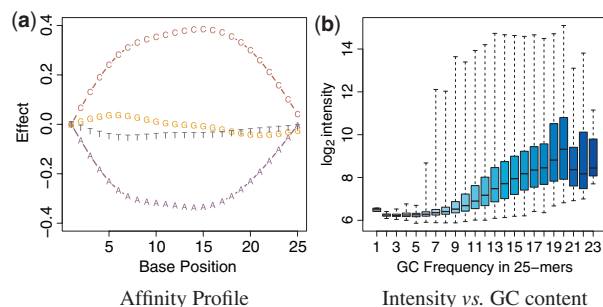 (a)
0.4
0.2
0.0
-0.2
-0.4
Effect
C
G
T
A
5 10 15 20 25
Base Position
Affinity Profile
(b)
14
12
10
8
6
log2 intensity
1 3 5 7 9 11 13 15 17 19 21 23
GC Frequency in 25-mers
Intensity vs. GC content